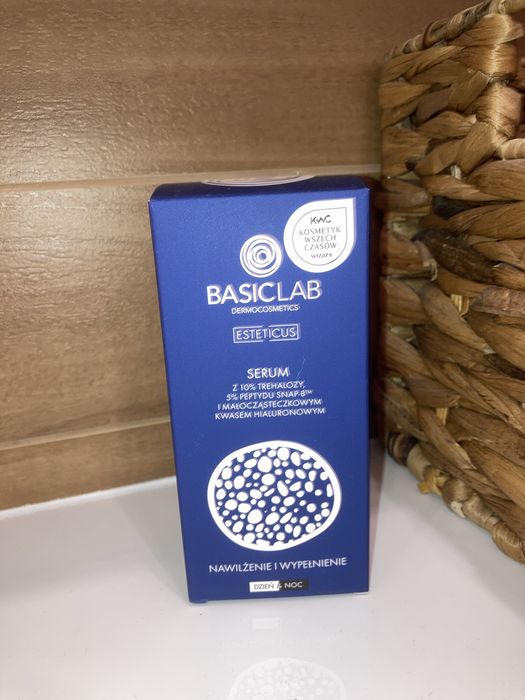 KWC
KOSMETYK
WSZECH
CZASÓW
wizaz
BASICLAB
DERMOCOSMETICS
ESTETICUS
SERUM
Z 10% TREHALOZY,
5% PEPTYDU SNAP-8™
I MAŁOCZĄSTECZKOWYM
KWASEM HIALURONOWYM
NAWILŻENIE I WYPEŁNIENIE
DZIEŃ & NOC